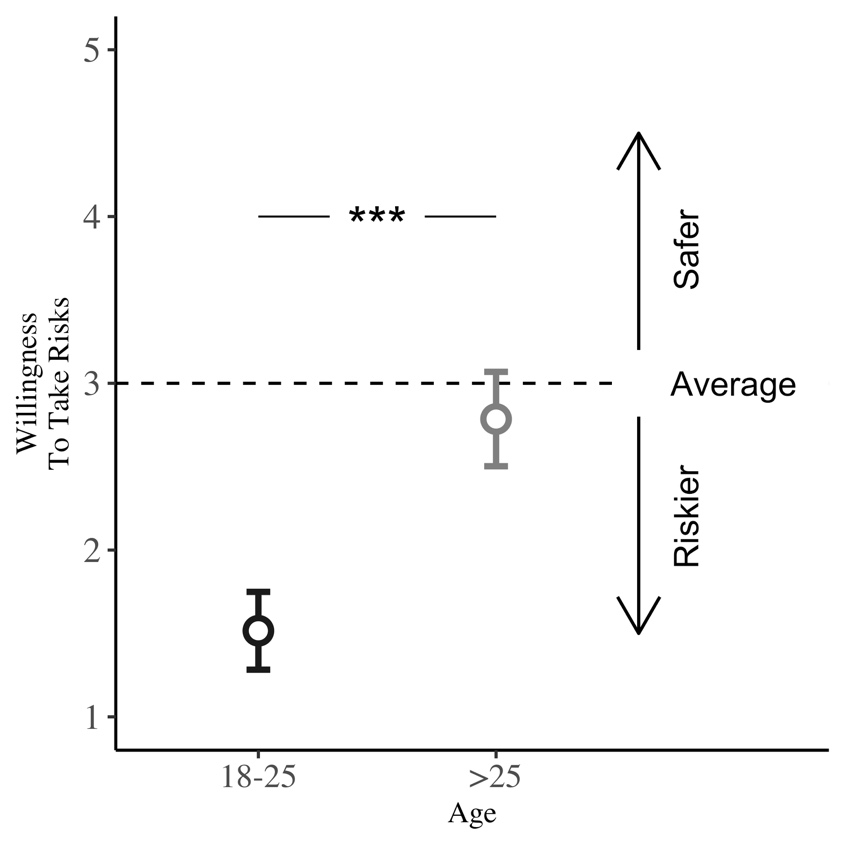 5
4
3
2
1
Willingness
To Take Risks
***
Safer
Average
Riskier
18-25
>25
Age